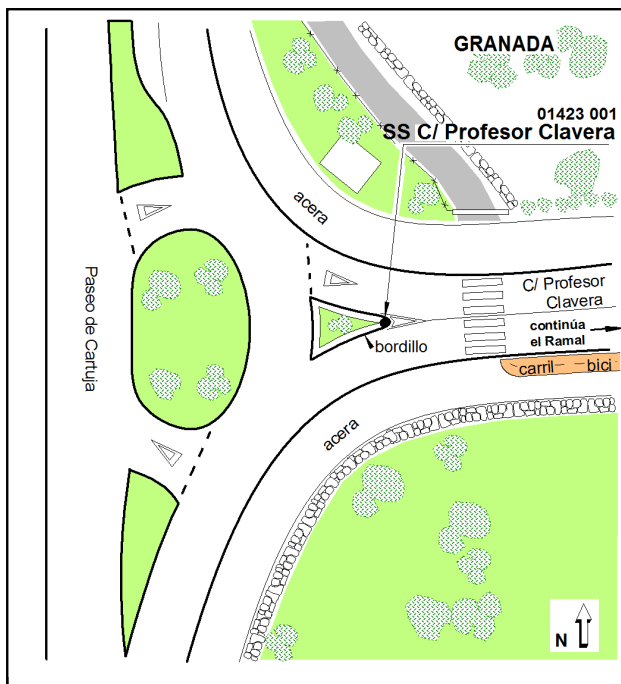 GRANADA
01423 001
SS C/ Profesor Clavera
acera
Paseo de Cartuja
C/ Profesor
Clavera
bordillo
continúa
el Ramal
carril bici
acera
N